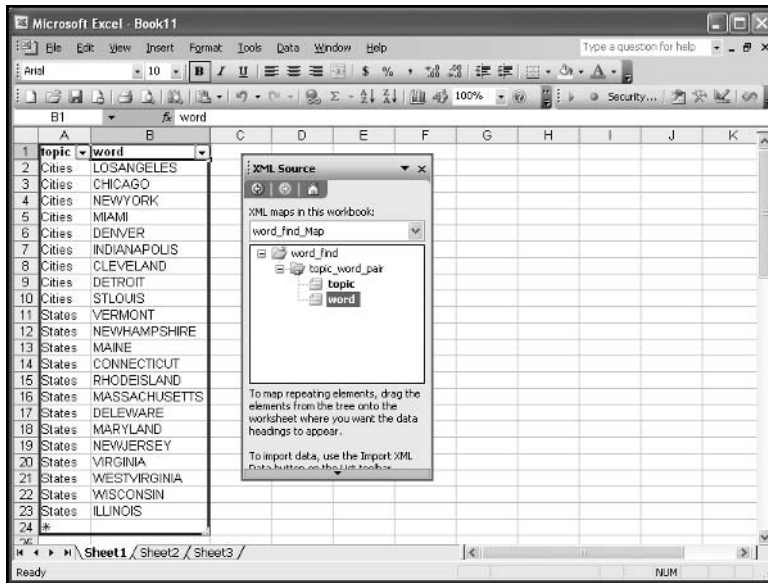 Microsoft Excel - Book11
File Edit View Insert Format Tools Data Window Help
Type a question for help
Arial 10 B I U $ % ,
100% Security...
B1 fx word
A B C D E F G H I J K
1 topic word
2 Cities LOSANGELES
3 Cities CHICAGO
4 Cities NEWYORK
5 Cities MIAMI
6 Cities DENVER
7 Cities INDIANAPOLIS
8 Cities CLEVELAND
9 Cities DETROIT
10 Cities STLOUIS
11 States VERMONT
12 States NEWHAMPSHIRE
13 States MAINE
14 States CONNECTICUT
15 States RHODEISLAND
16 States MASSACHUSETTS
17 States DELEWARE
18 States MARYLAND
19 States NEWJERSEY
20 States VIRGINIA
21 States WESTVIRGINIA
22 States WISCONSIN
23 States ILLINOIS
24 *
XML Source
XML maps in this workbook:
word_find_Map
word_find
topic_word_pair
topic
word
To map repeating elements, drag the
elements from the tree onto the
worksheet where you want the data
headings to appear.
To import data, use the Import XML
Data button on the List toolbar.
Sheet1 / Sheet2 / Sheet3 /
Ready NUM